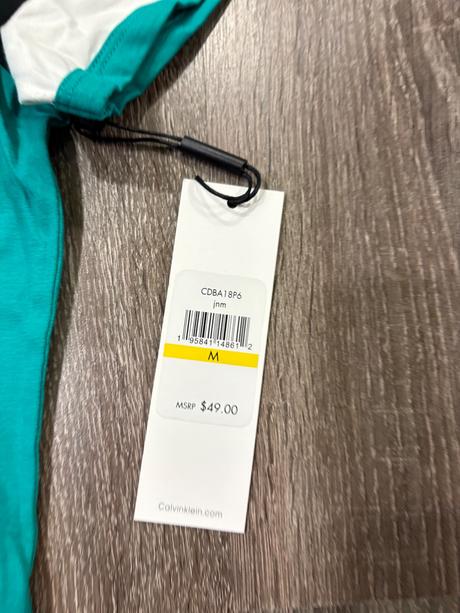 CDBA18P6
jnm
1 95841 14861 2
M
MSRP $49.00
Calvinklein.com